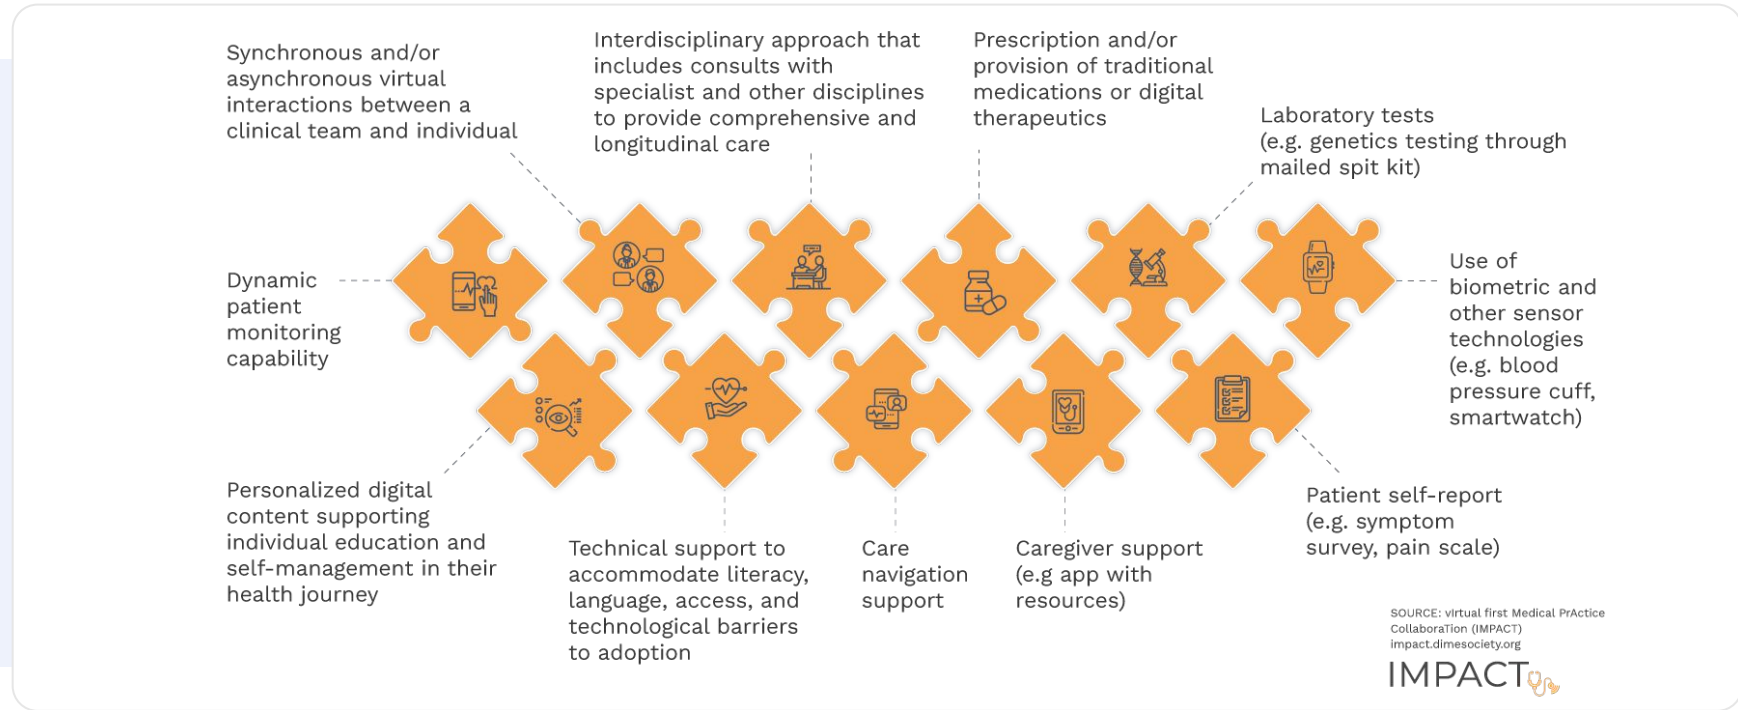 Synchronous and/or
asynchronous virtual
interactions between a
clinical team and individual
Interdisciplinary approach that
includes consults with
specialist and other disciplines
to provide comprehensive and
longitudinal care
Prescription and/or
provision of traditional
medications or digital
therapeutics
Laboratory tests
(e.g. genetics testing through
mailed spit kit)
Dynamic
patient
monitoring
capability
Use of
biometric and
other sensor
technologies
(e.g. blood
pressure cuff,
smartwatch)
Personalized digital
content supporting
individual education and
self-management in their
health journey
Technical support to
accommodate literacy,
language, access, and
technological barriers
to adoption
Care
navigation
support
Caregiver support
(e.g app with
resources)
Patient self-report
(e.g. symptom
survey, pain scale)
SOURCE: vIrtual first Medical PrActice
CollaboraTion (IMPACT)
impact.dimesociety.org
IMPACT